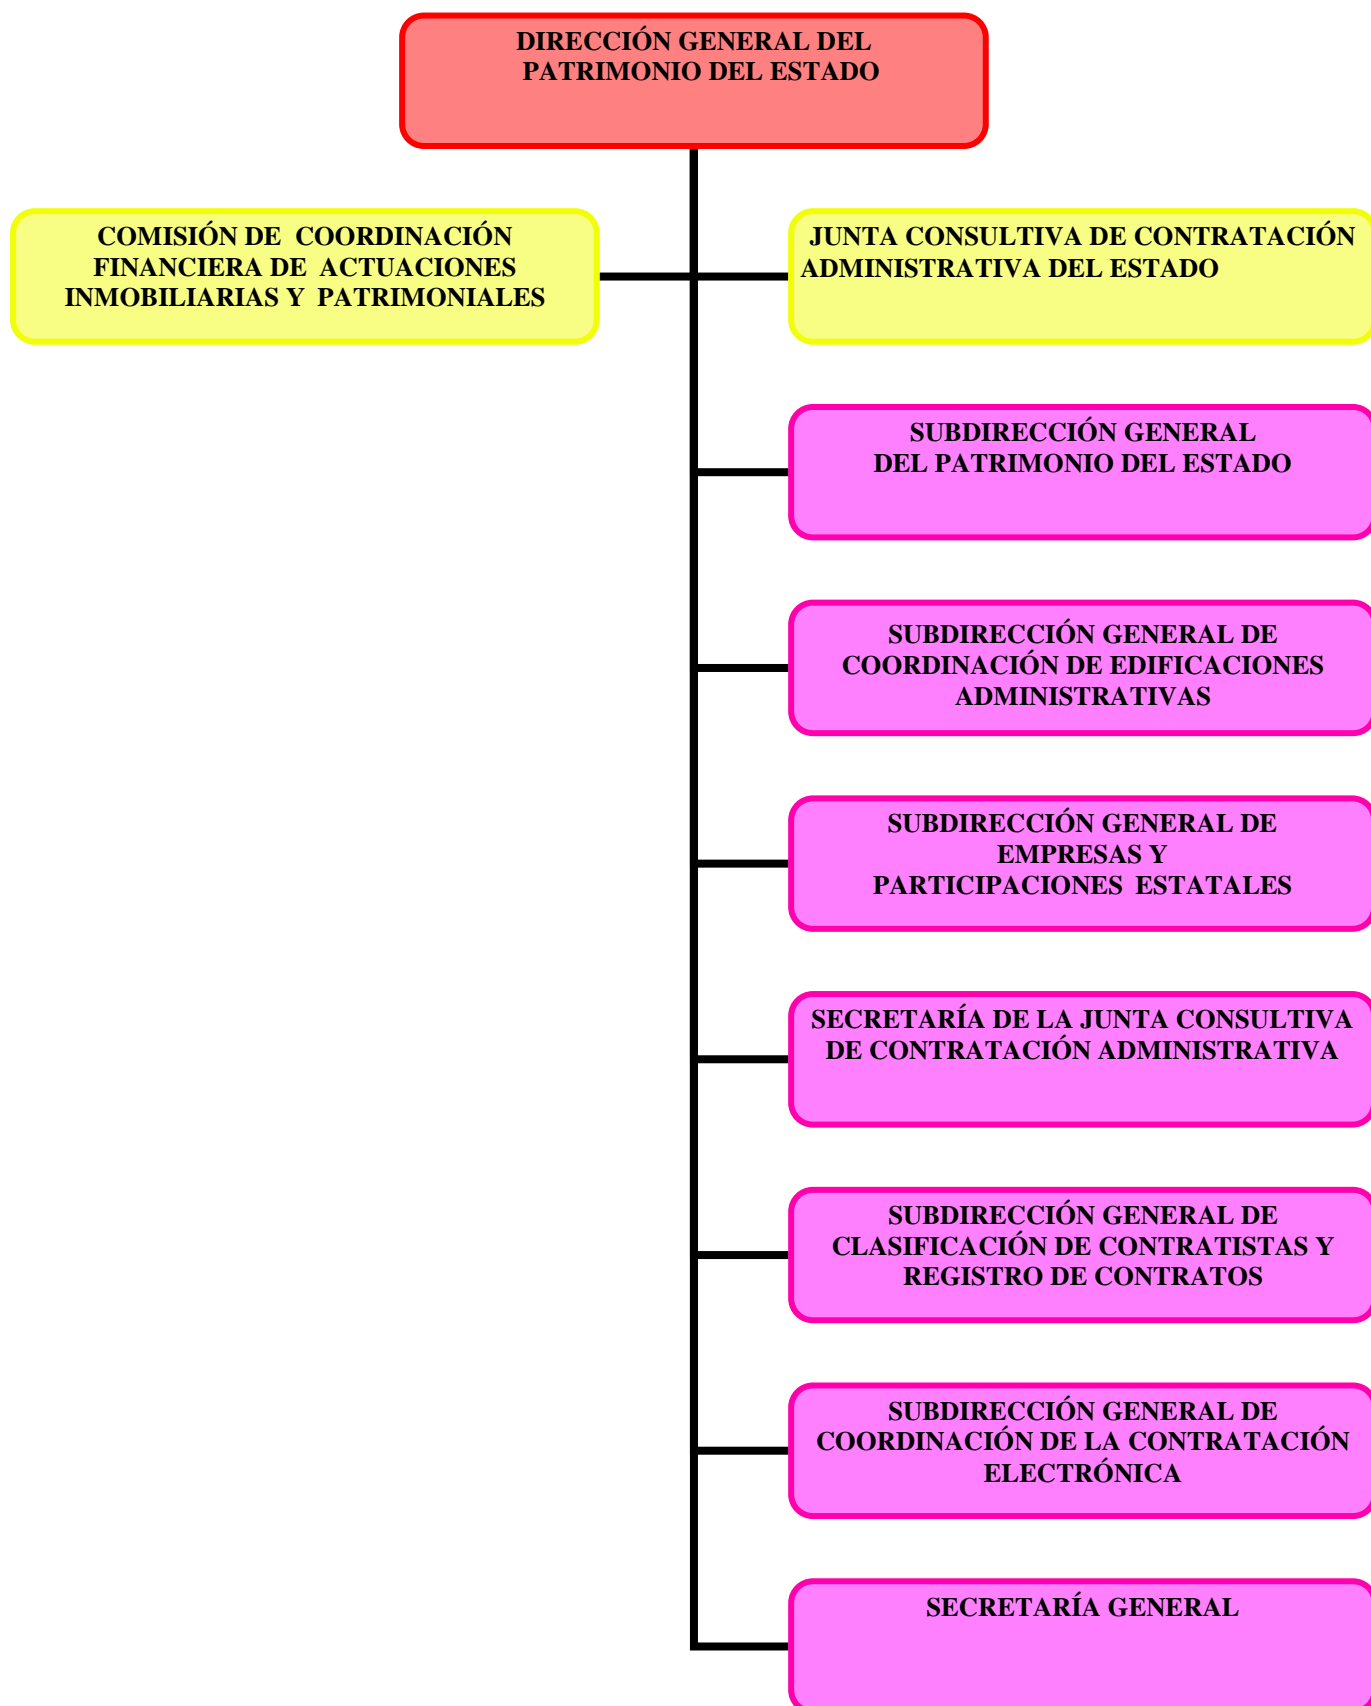 DIRECCIÓN GENERAL DEL
PATRIMONIO DEL ESTADO
COMISIÓN DE COORDINACIÓN
FINANCIERA DE ACTUACIONES
INMOBILIARIAS Y PATRIMONIALES
JUNTA CONSULTIVA DE CONTRATACIÓN
ADMINISTRATIVA DEL ESTADO
SUBDIRECCIÓN GENERAL
DEL PATRIMONIO DEL ESTADO
SUBDIRECCIÓN GENERAL DE
COORDINACIÓN DE EDIFICACIONES
ADMINISTRATIVAS
SUBDIRECCIÓN GENERAL DE
EMPRESAS Y
PARTICIPACIONES ESTATALES
SECRETARÍA DE LA JUNTA CONSULTIVA
DE CONTRATACIÓN ADMINISTRATIVA
SUBDIRECCIÓN GENERAL DE
CLASIFICACIÓN DE CONTRATISTAS Y
REGISTRO DE CONTRATOS
SUBDIRECCIÓN GENERAL DE
COORDINACIÓN DE LA CONTRATACIÓN
ELECTRÓNICA
SECRETARÍA GENERAL